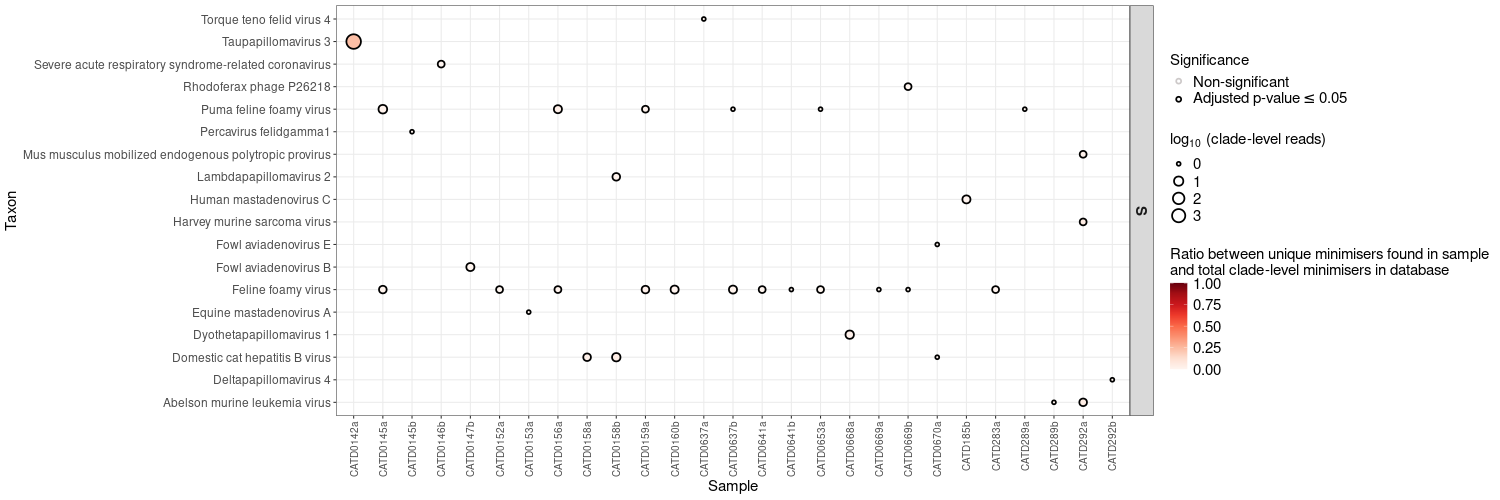 Taxon
Torque teno felid virus 4
Taupapillomavirus 3
Severe acute respiratory syndrome-related coronavirus
Rhodoferax phage P26218
Puma feline foamy virus
Percavirus felidgamma1
Mus musculus mobilized endogenous polytropic provirus
Lambdapapillomavirus 2
Human mastadenovirus C
Harvey murine sarcoma virus
Fowl aviadenovirus E
Fowl aviadenovirus B
Feline foamy virus
Equine mastadenovirus A
Dyothetapapillomavirus 1
Domestic cat hepatitis B virus
Deltapapillomavirus 4
Abelson murine leukemia virus
CATD0142a
CATD0145a
CATD0145b
CATD0146b
CATD0147b
CATD0152a
CATD0153a
CATD0156a
CATD0158a
CATD0158b
CATD0159a
CATD0160b
CATD0637a
CATD0637b
CATD0641a
CATD0641b
CATD0653a
CATD0668a
CATD0669a
CATD0669b
CATD0670a
CATD185b
CATD283a
CATD289a
CATD289b
CATD292a
CATD292b
Sample
S
Significance
Non-significant
Adjusted p-value ≤ 0.05
log10 (clade-level reads)
0
1
2
3
Ratio between unique minimisers found in sample
and total clade-level minimisers in database
1.00
0.75
0.50
0.25
0.00